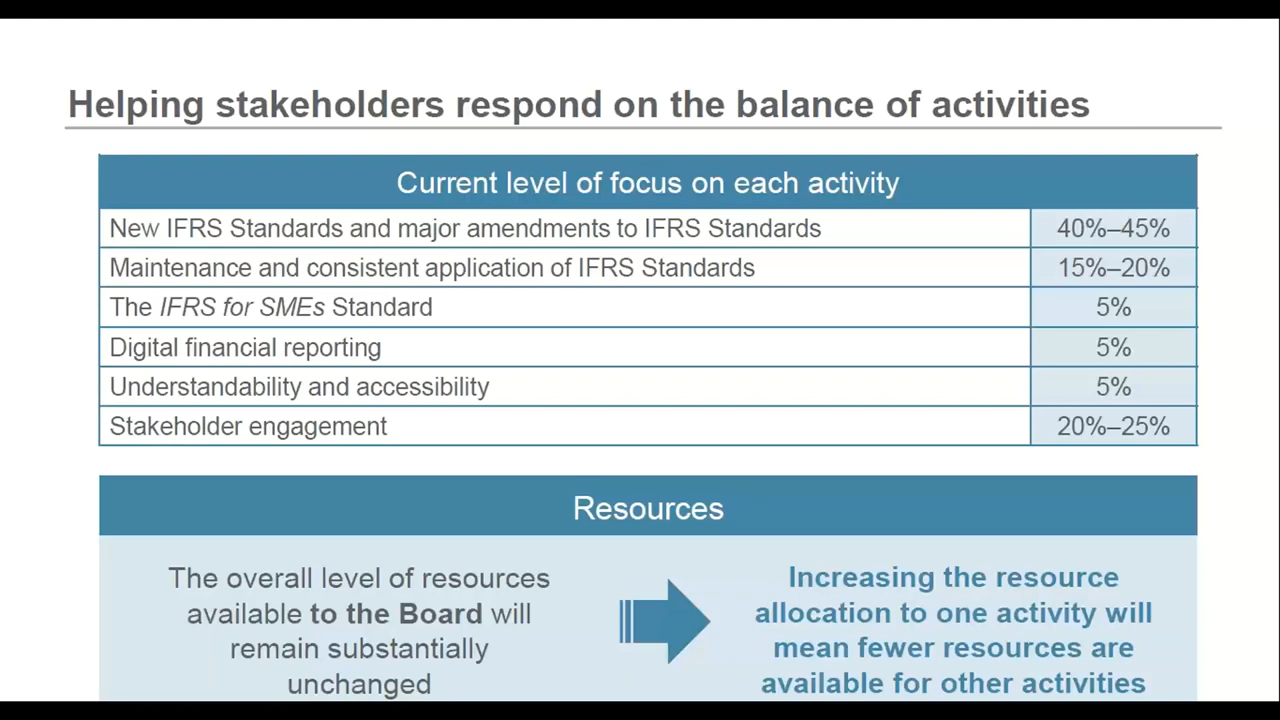 Helping stakeholders respond on the balance of activities
Current level of focus on each activity
New IFRS Standards and major amendments to IFRS Standards 40%–45%
Maintenance and consistent application of IFRS Standards 15%–20%
The IFRS for SMEs Standard 5%
Digital financial reporting 5%
Understandability and accessibility 5%
Stakeholder engagement 20%–25%
Resources
The overall level of resources
available to the Board will
remain substantially
unchanged
Increasing the resource
allocation to one activity will
mean fewer resources are
available for other activities